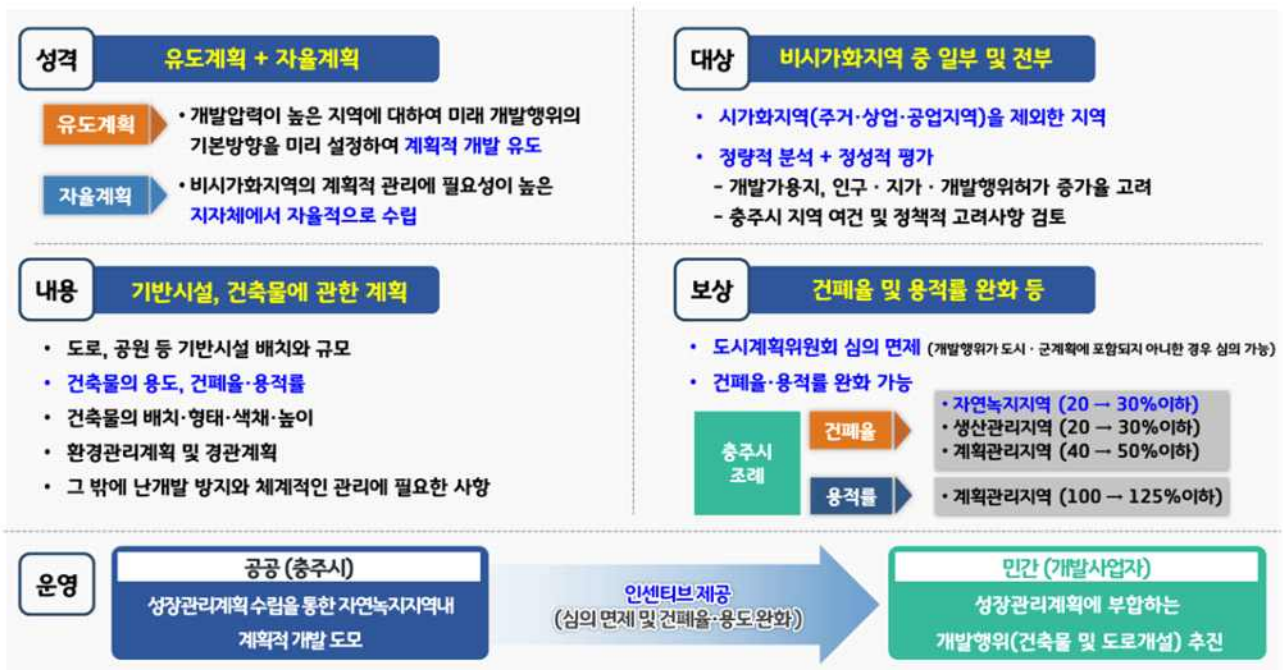 성격
유도계획 + 자율계획
유도계획
• 개발압력이 높은 지역에 대하여 미래 개발행위의
기본방향을 미리 설정하여 계획적 개발 유도
자율계획
• 비시가화지역의 계획적 관리에 필요성이 높은
지자체에서 자율적으로 수립
대상
비시가화지역 중 일부 및 전부
• 시가화지역(주거·상업·공업지역)을 제외한 지역
• 정량적 분석 + 정성적 평가
- 개발가용지, 인구 · 지가 · 개발행위허가 증가율 고려
- 충주시 지역 여건 및 정책적 고려사항 검토
내용
기반시설, 건축물에 관한 계획
• 도로, 공원 등 기반시설 배치와 규모
• 건축물의 용도, 건폐율·용적률
• 건축물의 배치·형태·색채·높이
• 환경관리계획 및 경관계획
• 그 밖에 난개발 방지와 체계적인 관리에 필요한 사항
보상
건폐율 및 용적률 완화 등
• 도시계획위원회 심의 면제 (개발행위가 도시 · 군계획에 포함되지 아니한 경우 심의 가능)
• 건폐율·용적률 완화 가능
충주시
조례
건폐율
• 자연녹지지역 (20 → 30%이하)
• 생산관리지역 (20 → 30%이하)
• 계획관리지역 (40 → 50%이하)
용적률
• 계획관리지역 (100 → 125%이하)
운영
공공 (충주시)
성장관리계획 수립을 통한 자연녹지지역내
계획적 개발 도모
인센티브 제공
(심의 면제 및 건폐율·용도 완화)
민간 (개발사업자)
성장관리계획에 부합하는
개발행위(건축물 및 도로개설) 추진